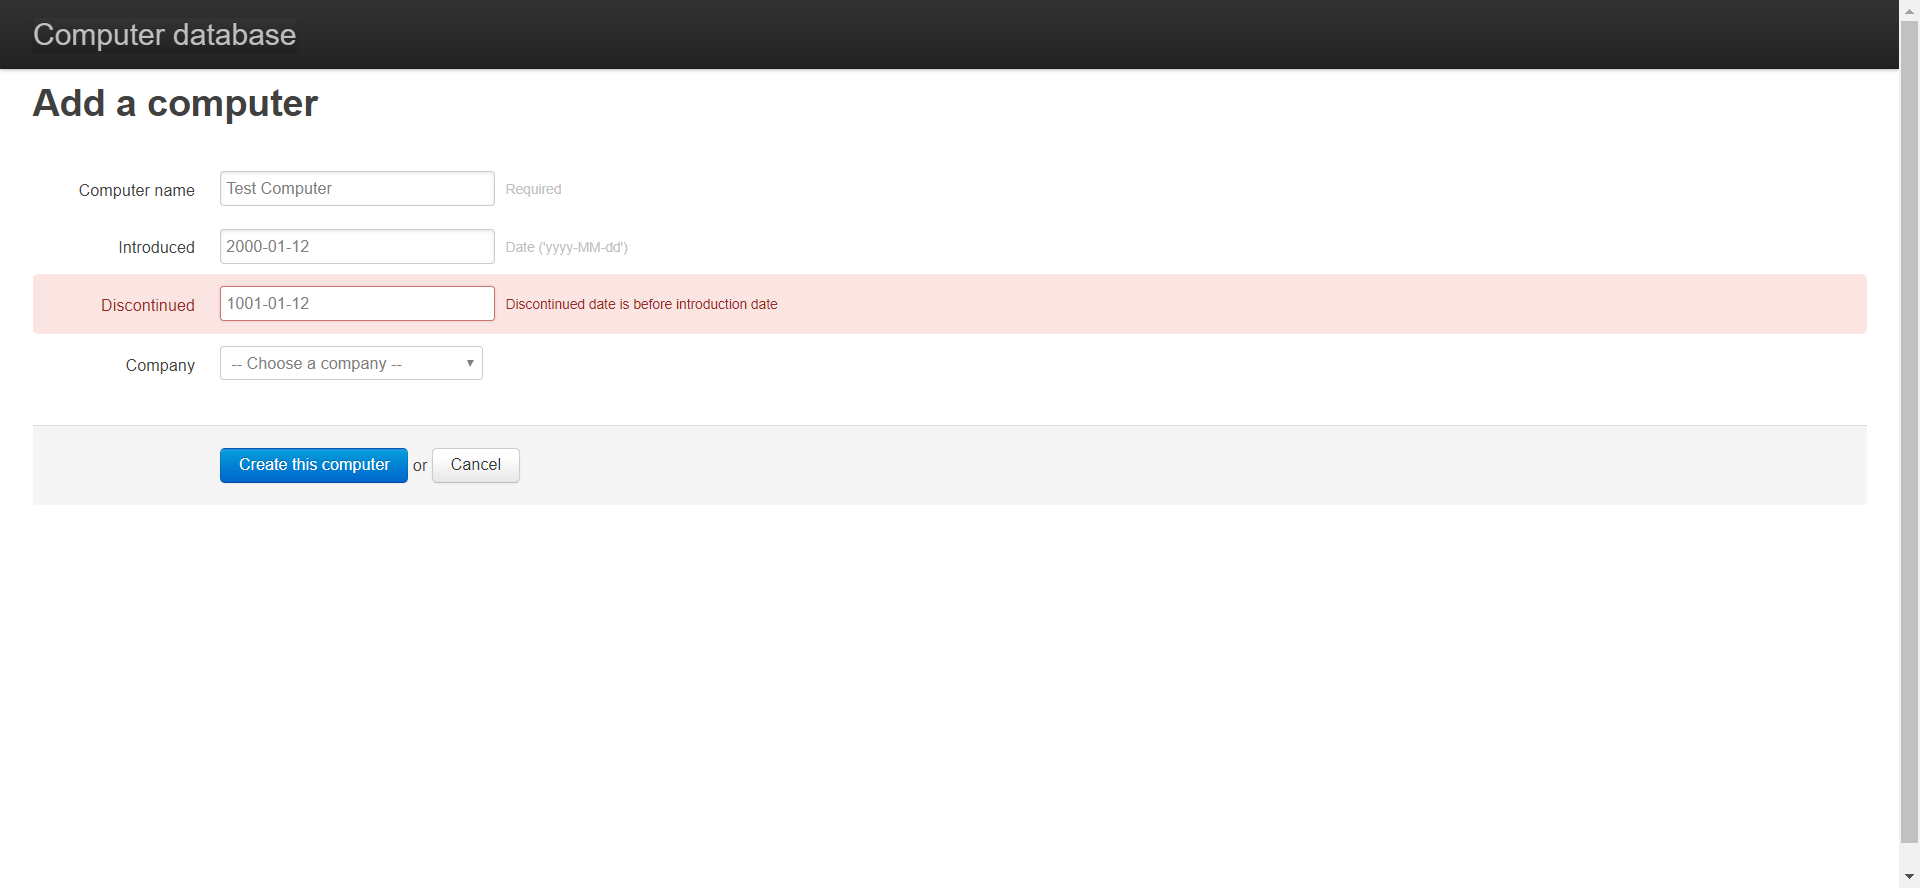 Computer database
Add a computer
Computer name Test Computer Required
Introduced 2000-01-12 Date ('yyyy-MM-dd')
Discontinued 1001-01-12 Discontinued date is before introduction date
Company -- Choose a company --
Create this computer or Cancel